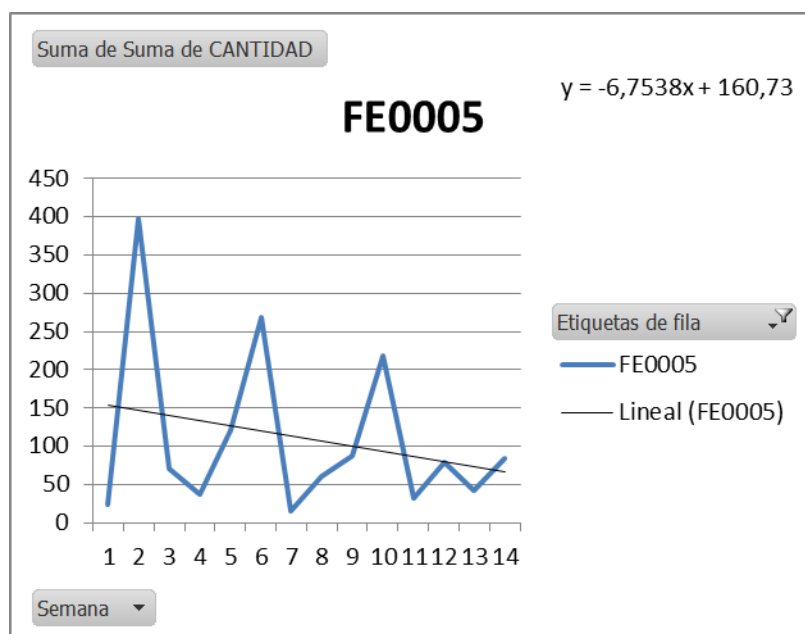 Suma de Suma de CANTIDAD
y = -6,7538x + 160,73
FE0005
450
400
350
300
250
200
150
100
50
0
1 2 3 4 5 6 7 8 9 10 11 12 13 14
Etiquetas de fila
FE0005
Lineal (FE0005)
Semana